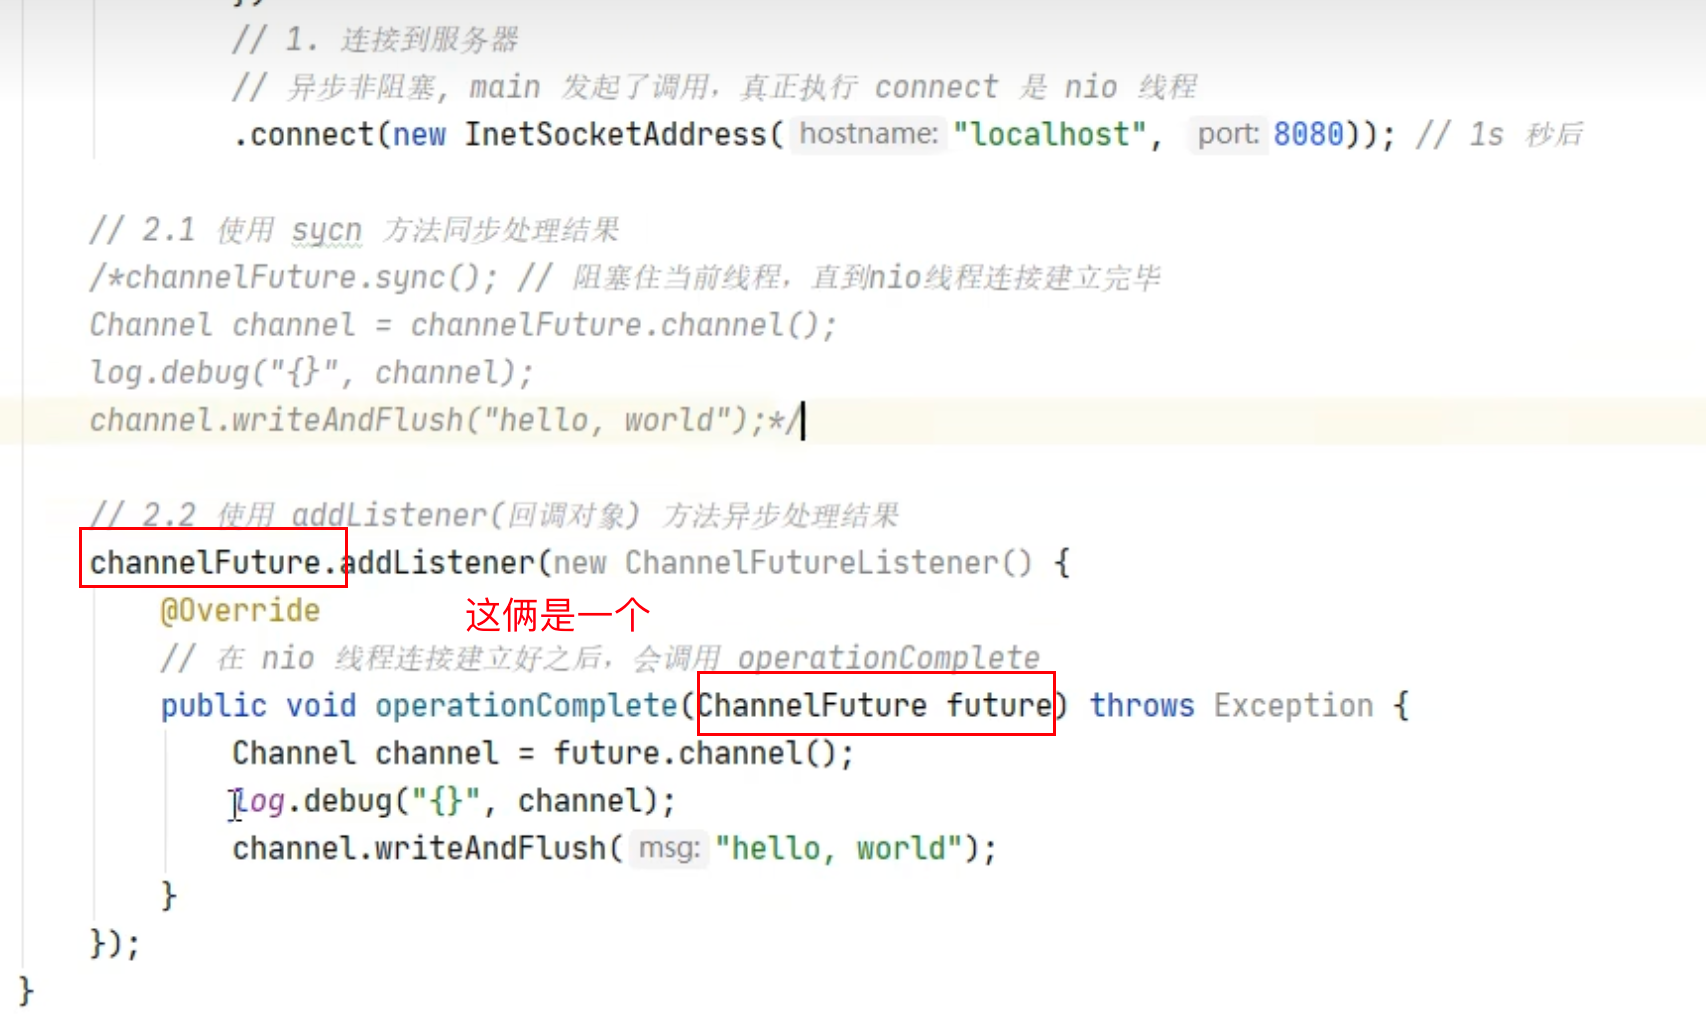 // 1. 连接到服务器
// 异步非阻塞, main 发起了调用，真正执行 connect 是 nio 线程
.connect(new InetSocketAddress( hostname: "localhost", port: 8080)); // 1s 秒后
// 2.1 使用 sycn 方法同步处理结果
/*channelFuture.sync(); // 阻塞住当前线程，直到nio线程连接建立完毕
Channel channel = channelFuture.channel();
log.debug("{}", channel);
channel.writeAndFlush("hello, world");*/
// 2.2 使用 addListener(回调对象) 方法异步处理结果
channelFuture.addListener(new ChannelFutureListener() {
@Override
这俩是一个
// 在 nio 线程连接建立好之后，会调用 operationComplete
public void operationComplete(ChannelFuture future) throws Exception {
Channel channel = future.channel();
log.debug("{}", channel);
channel.writeAndFlush( msg: "hello, world");
}
});
}